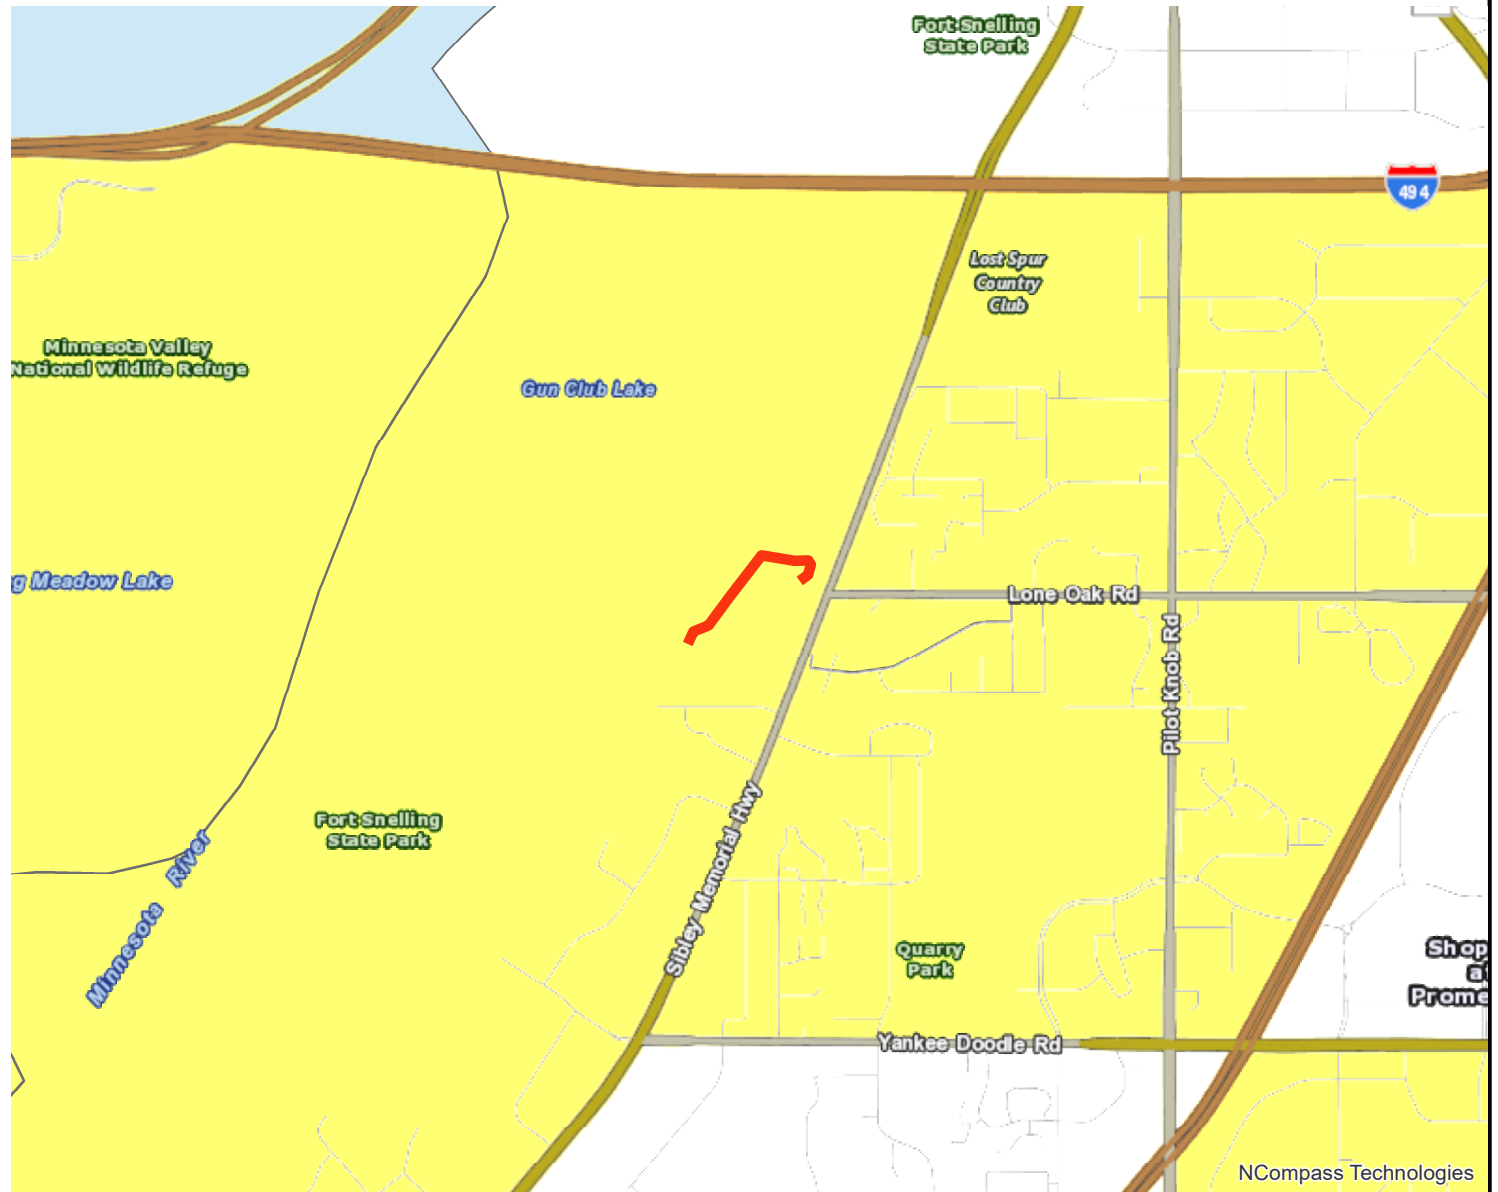 Fort Snelling
State Park
494
Lost Spur
Country
Club
Minnesota Valley
National Wildlife Refuge
Gun Club Lake
g Meadow Lake
Lone Oak Rd
Pilot Knob Rd
Fort Snelling
State Park
Minnesota River
Sibley Memorial Hwy
Quarry
Park
Shop
a
Prome
Yankee Doodle Rd
NCompass Technologies